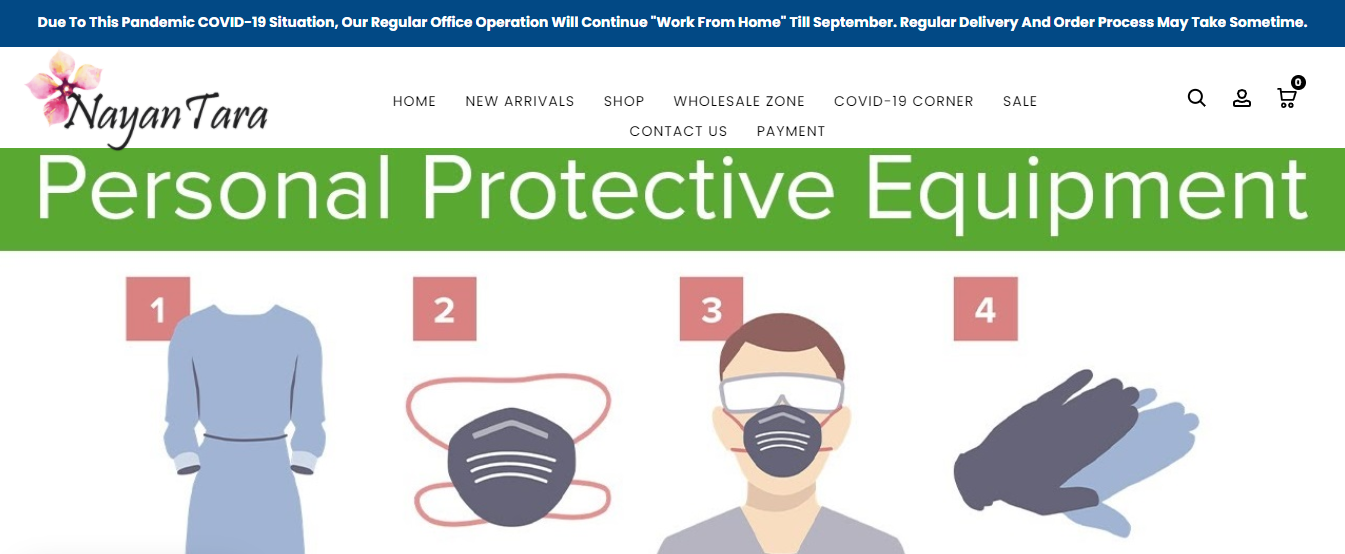 Due To This Pandemic COVID-19 Situation, Our Regular Office Operation Will Continue "Work From Home" Till September. Regular Delivery And Order Process May Take Sometime.
NayanTara
HOME NEW ARRIVALS SHOP WHOLESALE ZONE COVID-19 CORNER SALE
CONTACT US PAYMENT
0
Personal Protective Equipment
1 2 3 4